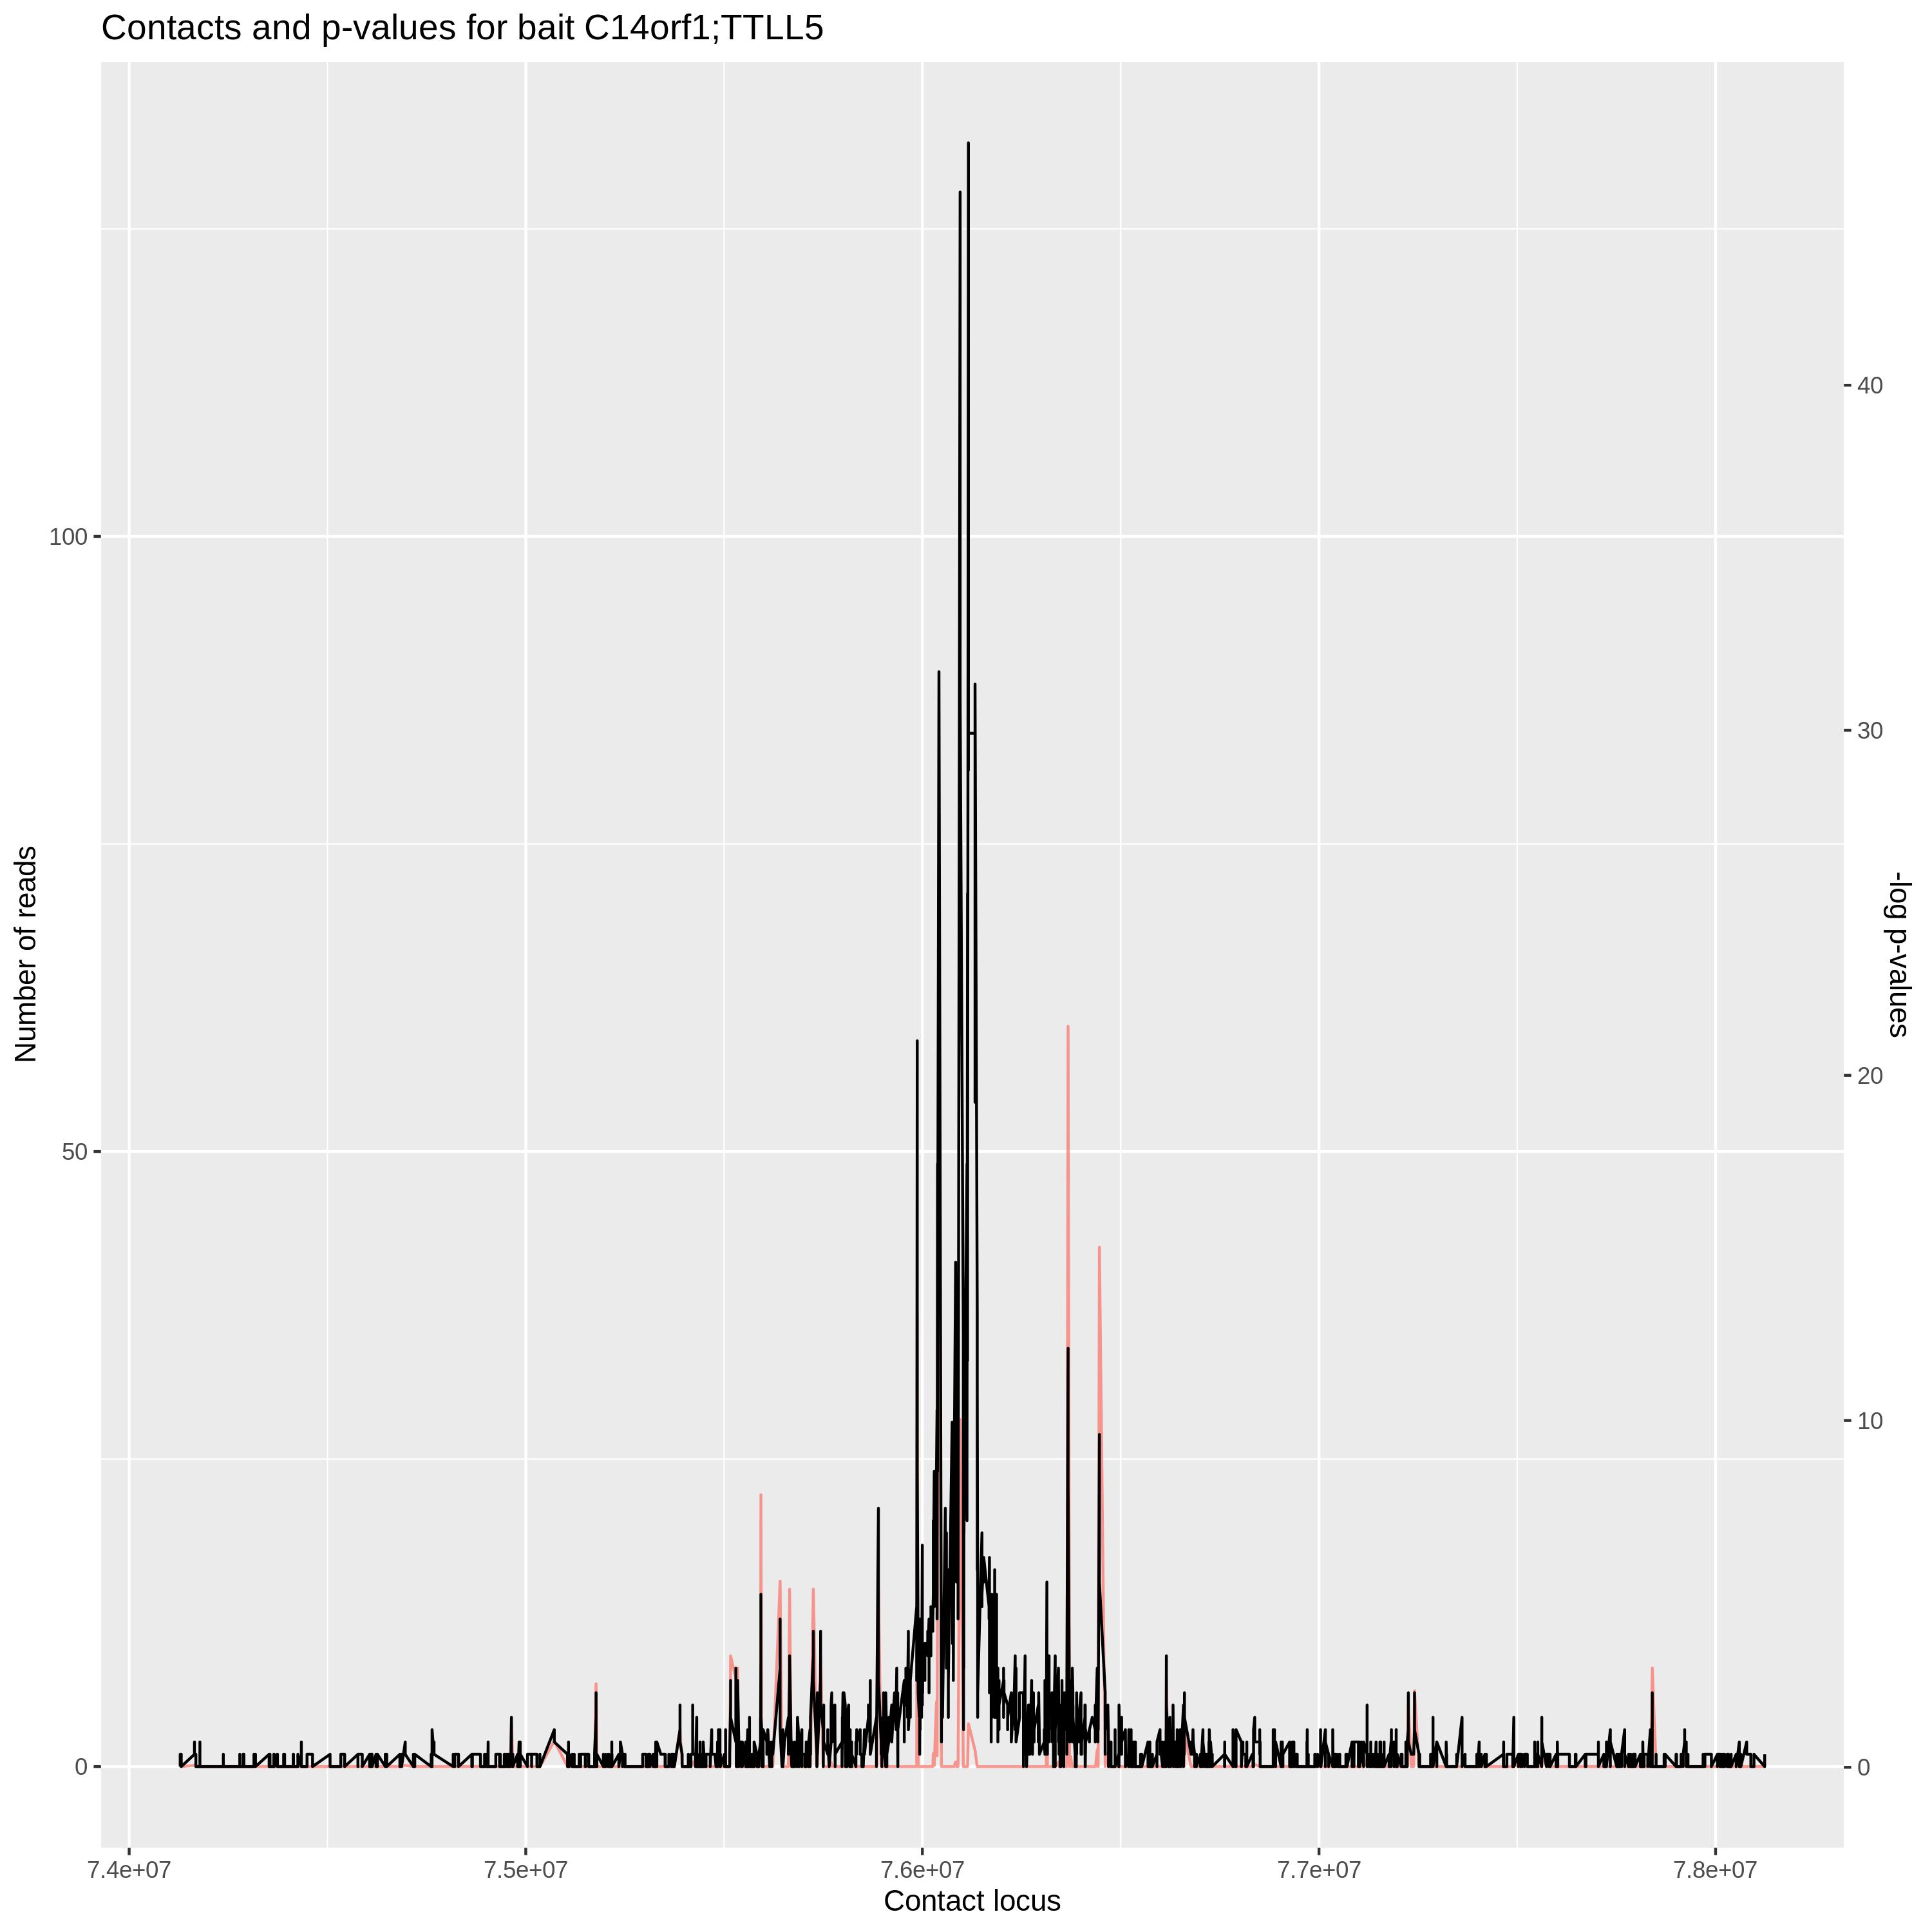 Contacts and p-values for bait C14orf1;TTLL5
Number of reads
100
50
0
40
30
20
10
0
-log p-values
7.4e+07 7.5e+07 7.6e+07 7.7e+07 7.8e+07
Contact locus